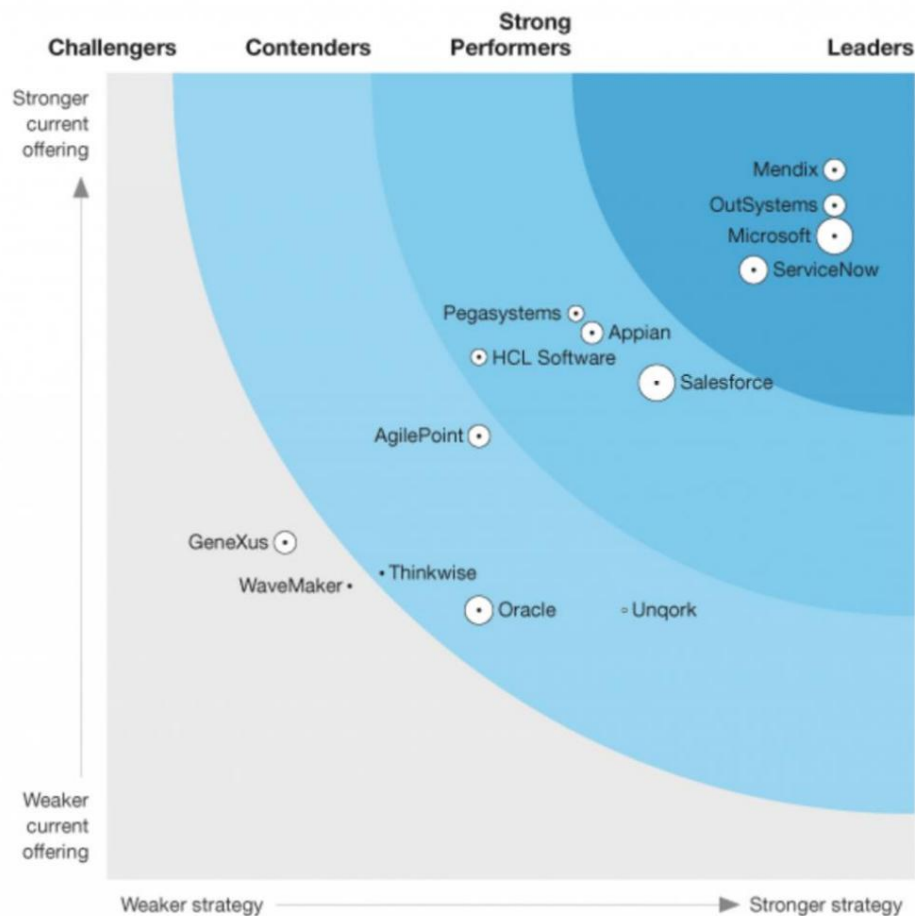 Strong
Challengers Contenders Performers Leaders
Stronger
current
offering
Mendix
OutSystems
Microsoft
ServiceNow
Pegasystems
Appian
HCL Software
Salesforce
AgilePoint
GeneXus
Thinkwise
WaveMaker
Oracle
Unqork
Weaker
current
offering
Weaker strategy Stronger strategy